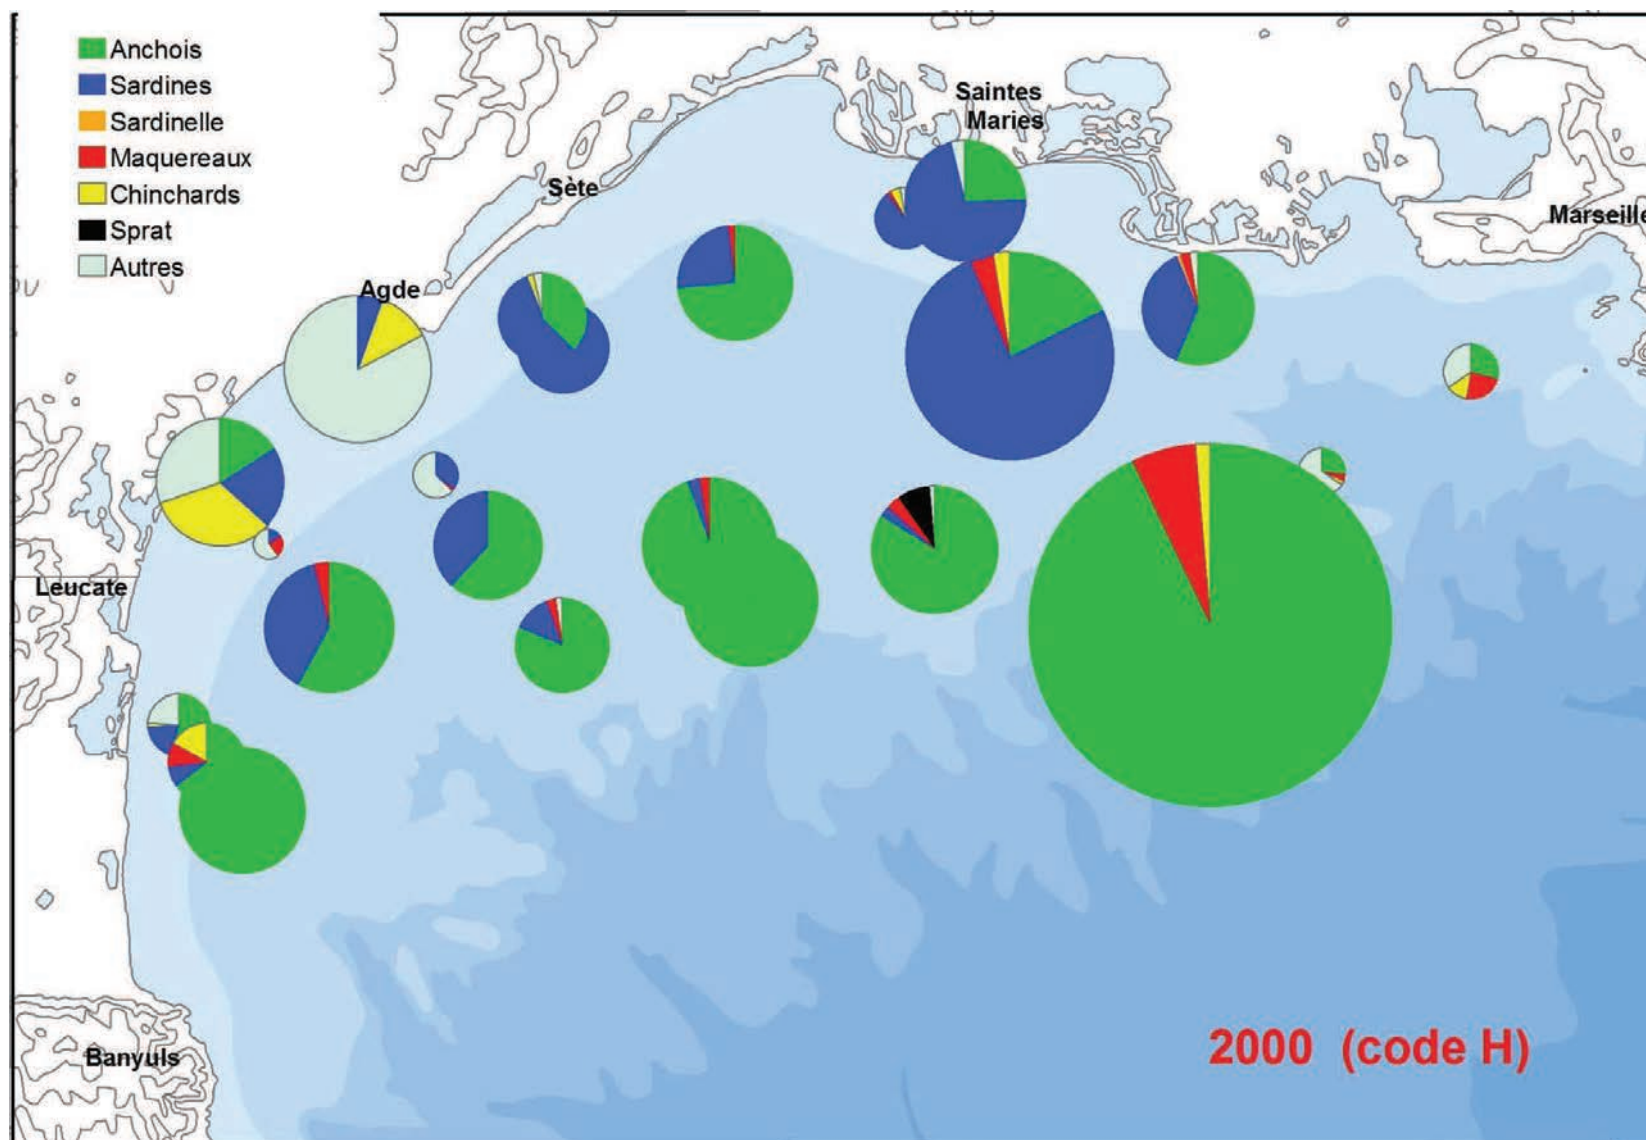 Anchois
Sardines
Sardinelle
Maquereaux
Chinchards
Sprat
Autres
Saintes
Maries
Sète
Marseille
Agde
Leucate
Banyuls
2000 (code H)